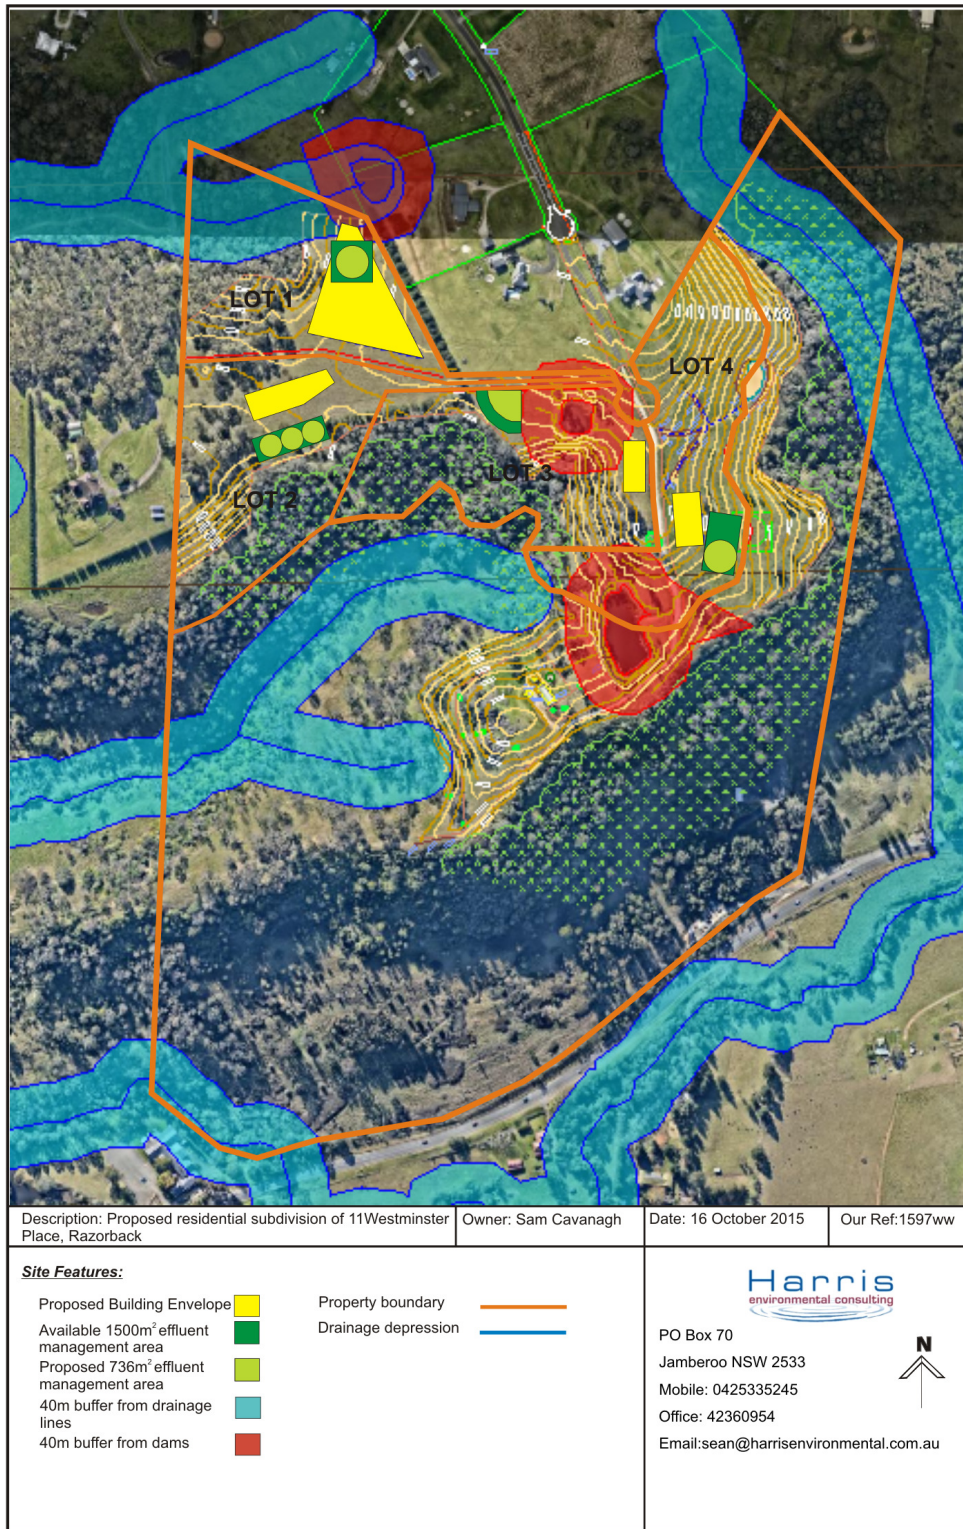 LOT 1
LOT 4
LOT 3
LOT 2
Description: Proposed residential subdivision of 11Westminster
Place, Razorback
Owner: Sam Cavanagh
Date: 16 October 2015
Our Ref:1597ww
Site Features:
Proposed Building Envelope
Available 1500m² effluent
management area
Proposed 736m² effluent
management area
40m buffer from drainage
lines
40m buffer from dams
Property boundary
Drainage depression
Harris
environmental consulting
PO Box 70
Jamberoo NSW 2533
Mobile: 0425335245
Office: 42360954
Email:sean@harrisenvironmental.com.au
N